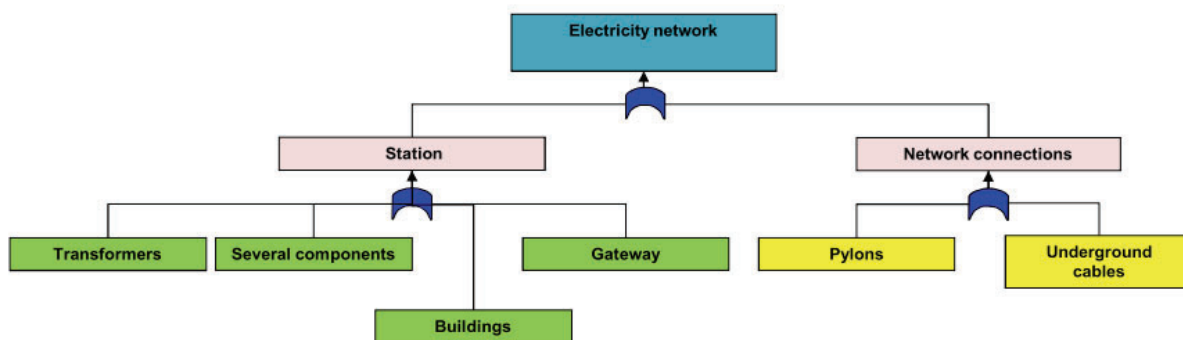 Electricity network
Station
Network connections
Transformers
Several components
Gateway
Pylons
Underground
cables
Buildings